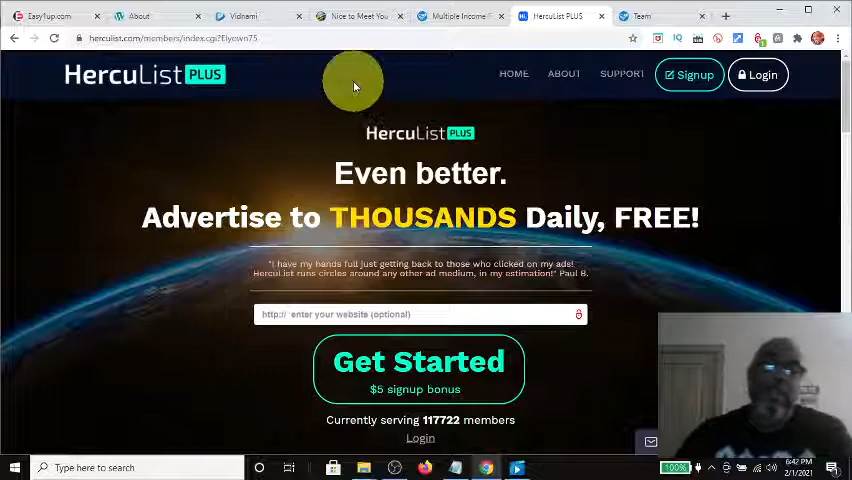 Easy1up.com
About
Vidnami
Nice to Meet You
Multiple Income F
HercuList PLUS
Team
herculist.com/members/index.cgi?Elyown75
HercuList PLUS
HOME
ABOUT
SUPPORT
Signup
Login
HercuList PLUS
Even better.
Advertise to THOUSANDS Daily, FREE!
"I have my hands full just getting back to those who clicked on my ads!
HercuList runs circles around any other ad medium, in my estimation!" Paul B.
http:// enter your website (optional)
Get Started
$5 signup bonus
Currently serving 117722 members
Login
Type here to search
100%
6:42 PM
2/1/2021